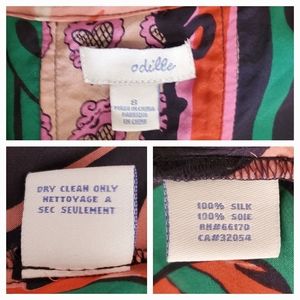 odille
8
MADE IN CHINA
FABRIQUÉ
EN CHINE
DRY CLEAN ONLY
NETTOYAGE A
SEC SEULEMENT
100% SILK
100% SOIE
RN#66170
CA#32054